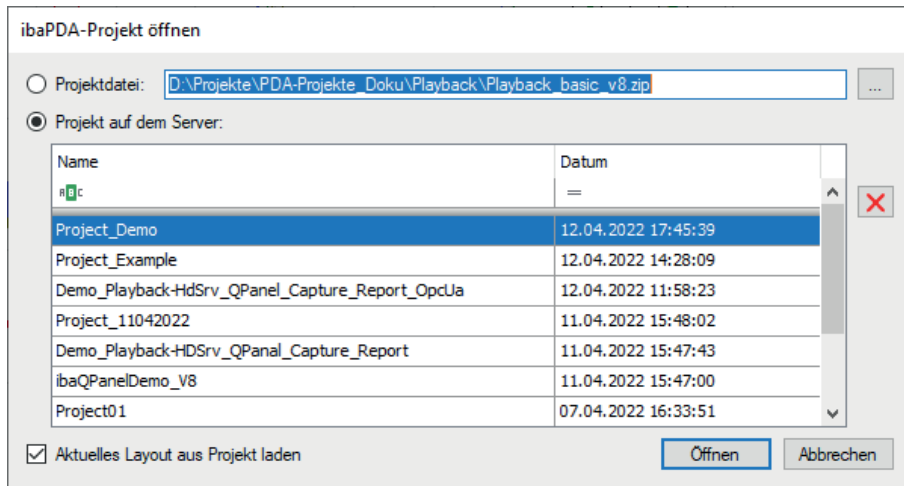 ibaPDA-Projekt öffnen
Projektdatei: D:\Projekte\PDA-Projekte_Doku\Playback\Playback_basic_v8.zip ...
Projekt auf dem Server:
Name Datum
ABC =
Project_Demo 12.04.2022 17:45:39
Project_Example 12.04.2022 14:28:09
Demo_Playback-HdSrv_QPanel_Capture_Report_OpcUa 12.04.2022 11:58:23
Project_11042022 11.04.2022 15:48:02
Demo_Playback-HDSrv_QPanal_Capture_Report 11.04.2022 15:47:43
ibaQPanelDemo_V8 11.04.2022 15:47:00
Project01 07.04.2022 16:33:51
Aktuelles Layout aus Projekt laden Öffnen Abbrechen